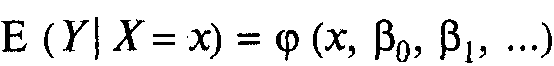 E (Y| X = x) = φ (x, β₀, β₁, ...)